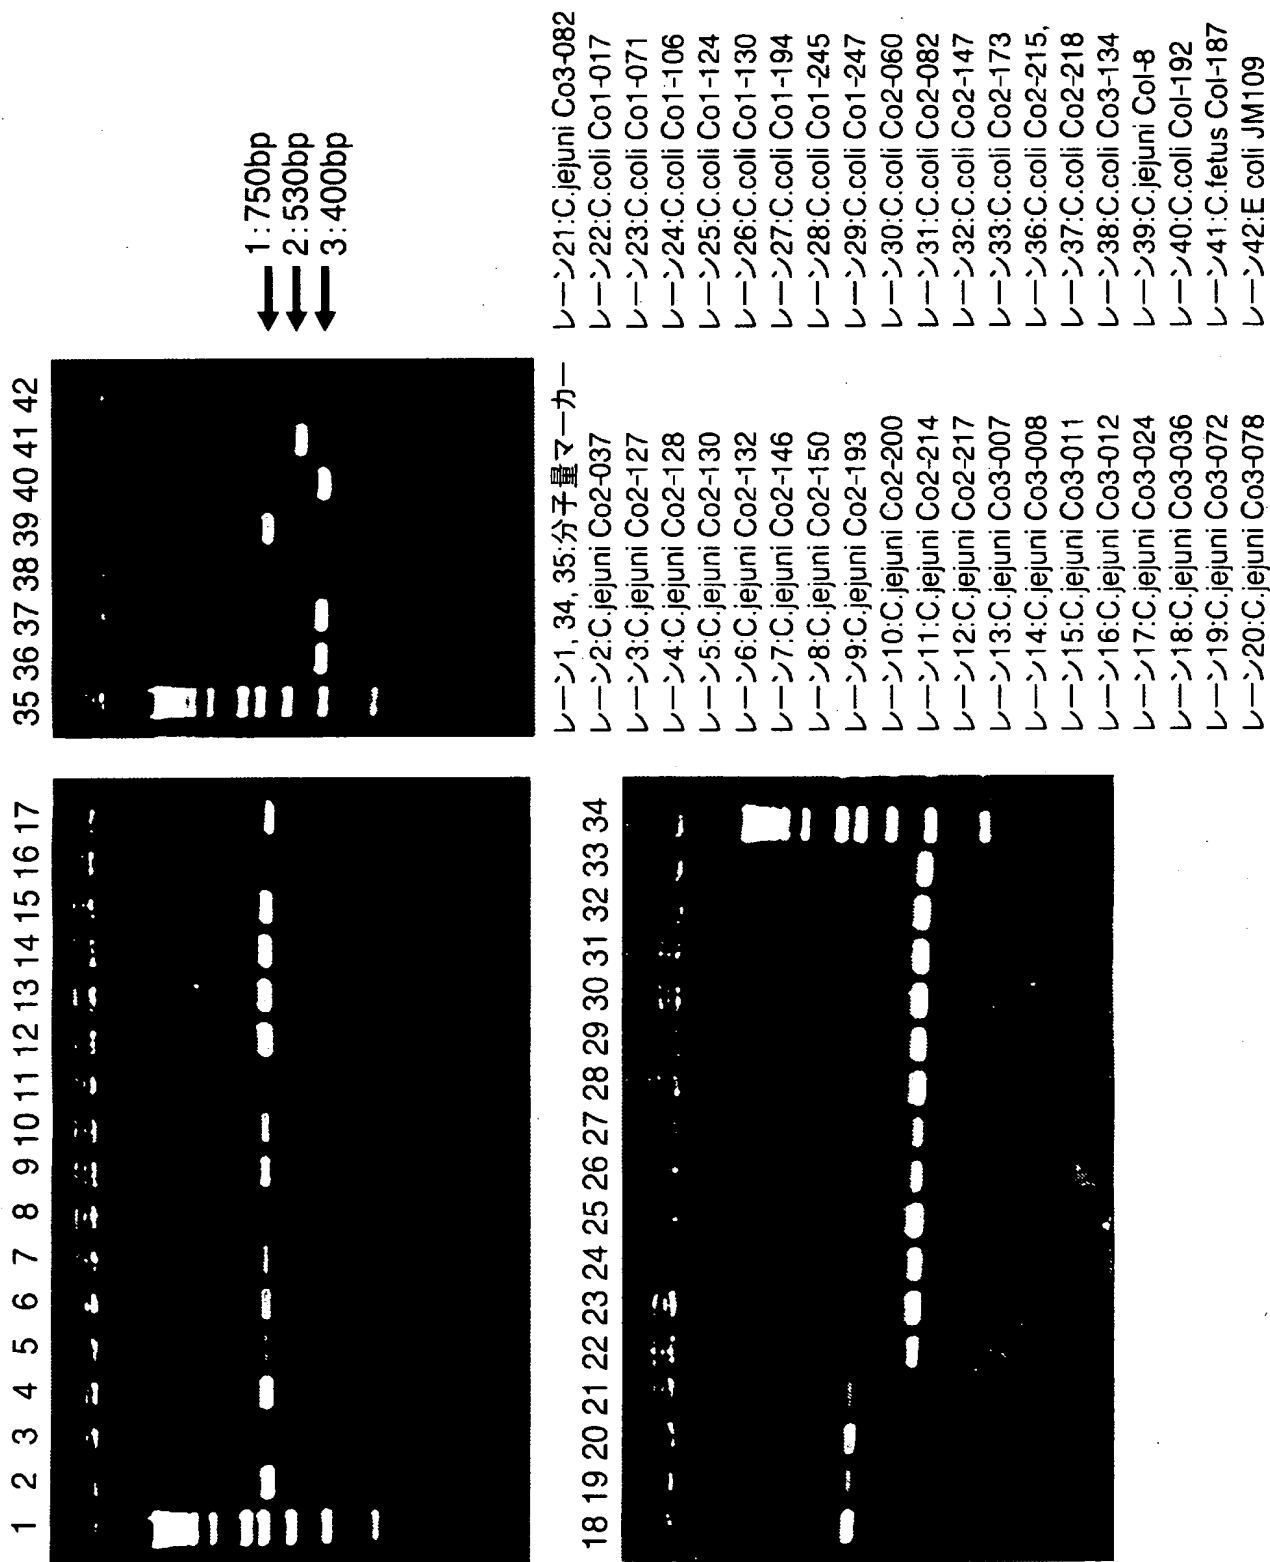 1 2 3 4 5 6 7 8 9 10 11 12 13 14 15 16 17
35 36 37 38 39 40 41 42
1:750bp
2:530bp
3:400bp
18 19 20 21 22 23 24 25 26 27 28 29 30 31 32 33 34
レーン1, 34, 35:分子量マーカー
レーン2:C.jejuni Co2-037
レーン3:C.jejuni Co2-127
レーン4:C.jejuni Co2-128
レーン5:C.jejuni Co2-130
レーン6:C.jejuni Co2-132
レーン7:C.jejuni Co2-146
レーン8:C.jejuni Co2-150
レーン9:C.jejuni Co2-193
レーン10:C.jejuni Co2-200
レーン11:C.jejuni Co2-214
レーン12:C.jejuni Co2-217
レーン13:C.jejuni Co3-007
レーン14:C.jejuni Co3-008
レーン15:C.jejuni Co3-011
レーン16:C.jejuni Co3-012
レーン17:C.jejuni Co3-024
レーン18:C.jejuni Co3-036
レーン19:C.jejuni Co3-072
レーン20:C.jejuni Co3-078
レーン21:C.jejuni Co3-082
レーン22:C.coli Co1-017
レーン23:C.coli Co1-071
レーン24:C.coli Co1-106
レーン25:C.coli Co1-124
レーン26:C.coli Co1-130
レーン27:C.coli Co1-194
レーン28:C.coli Co1-245
レーン29:C.coli Co1-247
レーン30:C.coli Co2-060
レーン31:C.coli Co2-082
レーン32:C.coli Co2-147
レーン33:C.coli Co2-173
レーン36:C.coli Co2-215,
レーン37:C.coli Co2-218
レーン38:C.coli Co3-134
レーン39:C.jejuni Col-8
レーン40:C.coli Col-192
レーン41:C.fetus Col-187
レーン42:E coli JM109